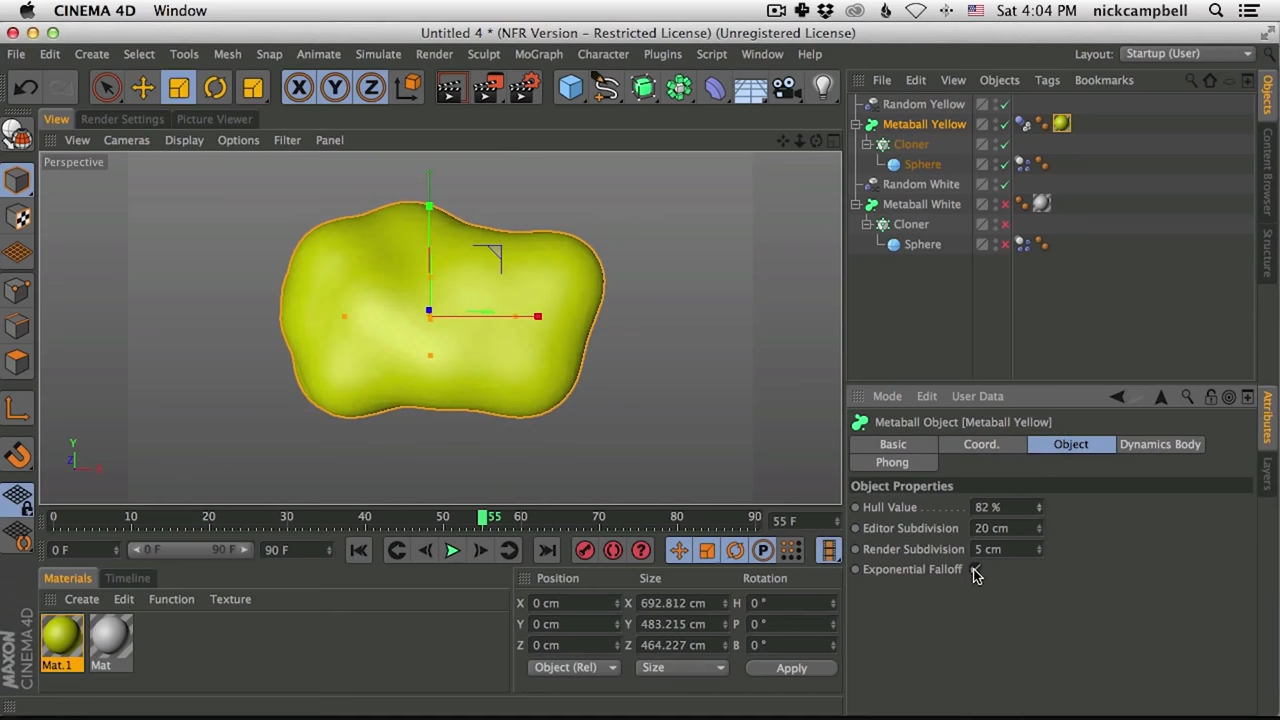 CINEMA 4D Window Sat 4:04 PM nickcampbell
Untitled 4 * (NFR Version - Restricted License) (Unregistered License)
File Edit Create Select Tools Mesh Snap Animate Simulate Render Sculpt MoGraph Character Plugins Script Window Help Layout: Startup (User)
X Y Z
File Edit View Objects Tags Bookmarks
View Render Settings Picture Viewer
View Cameras Display Options Filter Panel
Perspective
Random Yellow
Metaball Yellow
Cloner
Sphere
Random White
Metaball White
Cloner
Sphere
Objects
Content Browser
Structure
Y
Z
X
Mode Edit User Data
Metaball Object [Metaball Yellow]
Basic Coord. Object Dynamics Body
Phong
Object Properties
Hull Value . . . . . . . 82 %
Editor Subdivision 20 cm
Render Subdivision 5 cm
Exponential Falloff
Attributes
Layers
0 10 20 30 40 50 55 60 70 80 90 55 F
0 F 0 F 90 F 90 F
P
Materials Timeline
Create Edit Function Texture
Mat.1 Mat
Position Size Rotation
X 0 cm X 692.812 cm H 0 °
Y 0 cm Y 483.215 cm P 0 °
Z 0 cm Z 464.227 cm B 0 °
Object (Rel) Size Apply
MAXON
CINEMA 4D